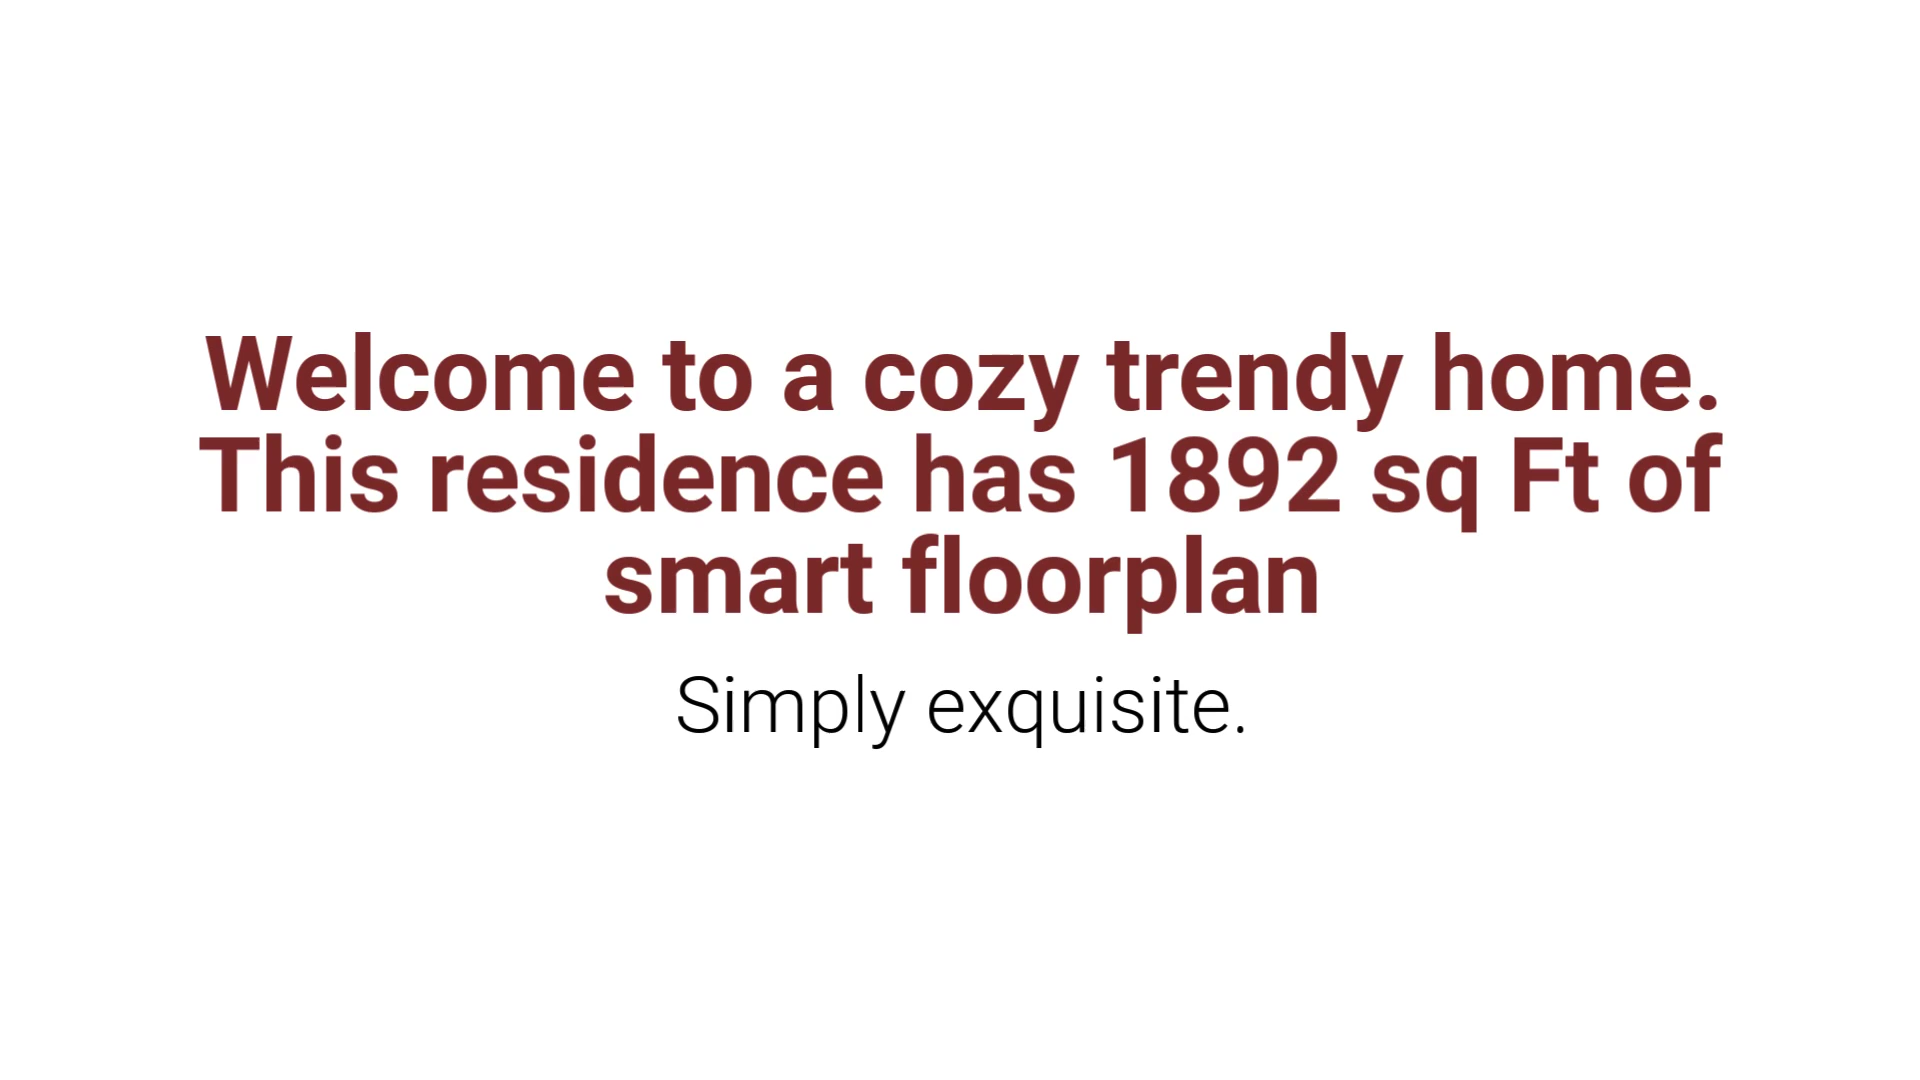 Welcome to a cozy trendy home.
This residence has 1892 sq Ft of
smart floorplan
Simply exquisite.